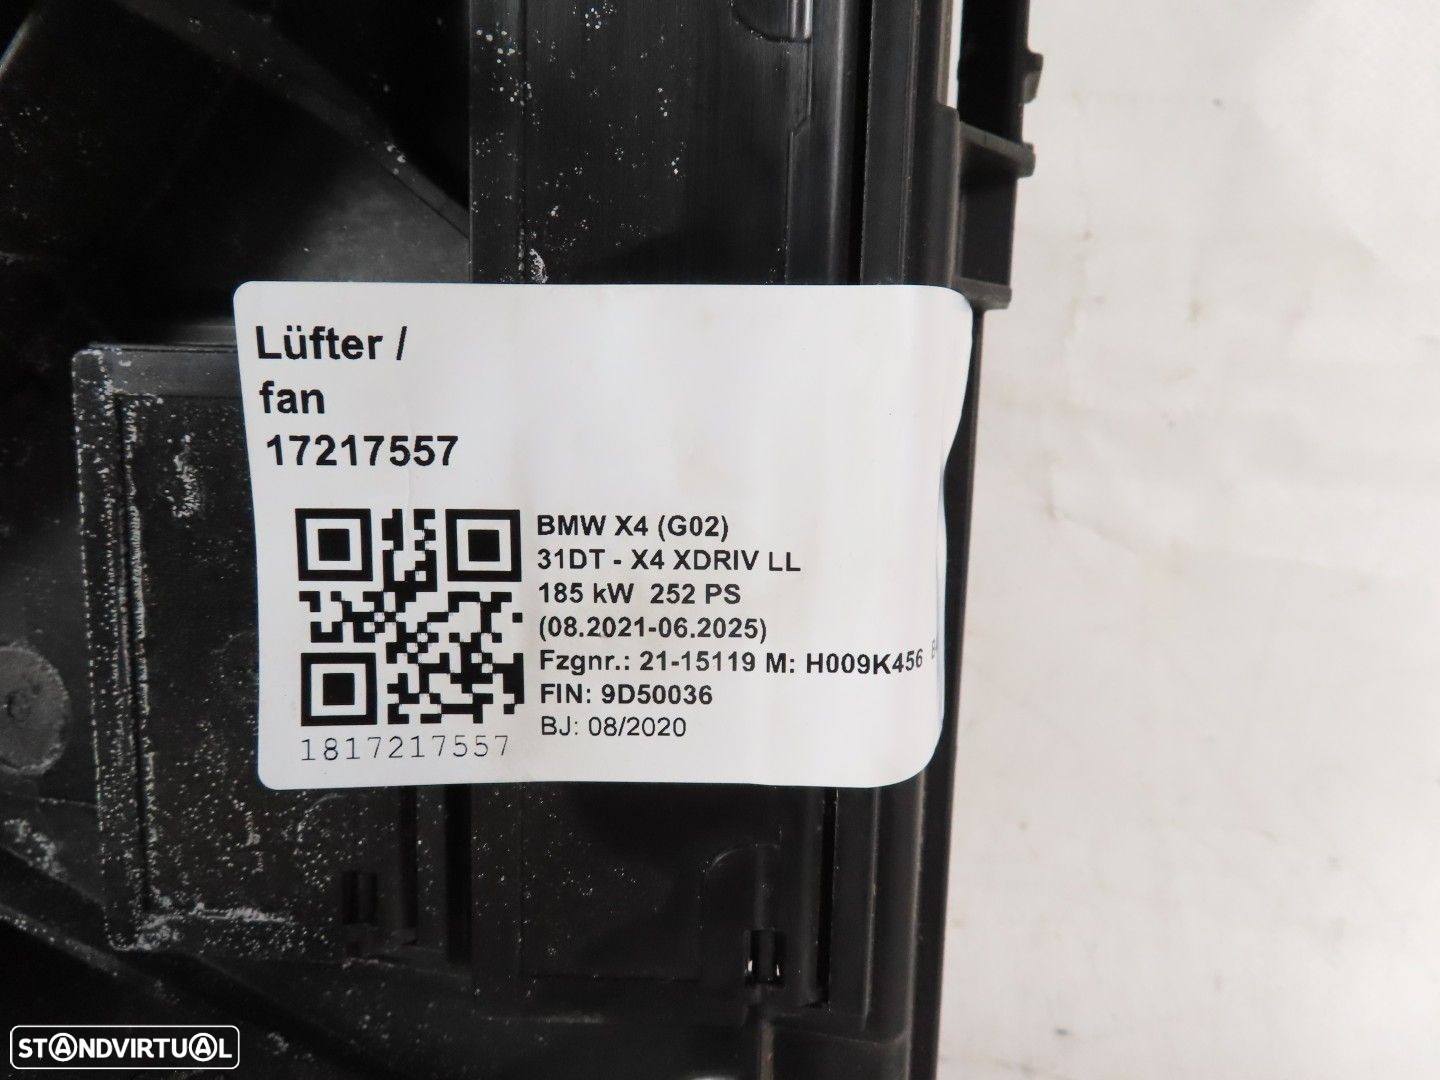 Lüfter /
fan
17217557
BMW X4 (G02)
31DT - X4 XDRIV LL
185 kW 252 PS
(08.2021-06.2025)
Fzgnr.: 21-15119 M: H009K456
FIN: 9D50036
BJ: 08/2020
1817217557
STANDVIRTUAL